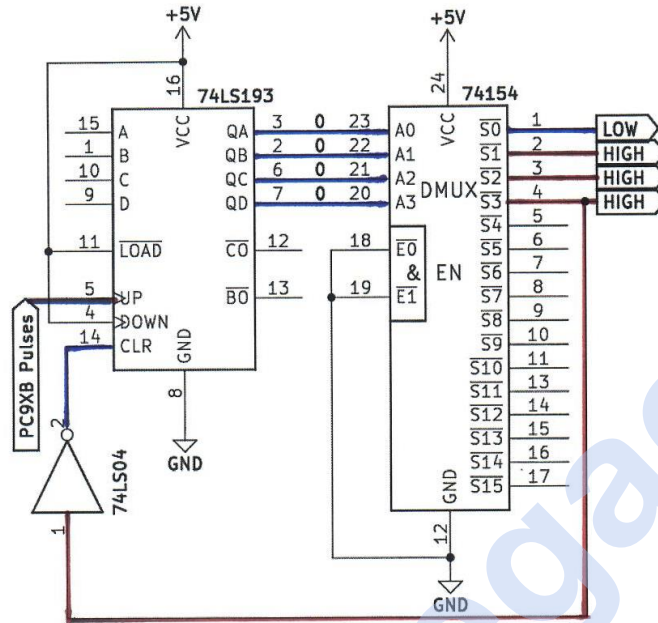 +5V
+5V
16
24
74LS193
74154
15 A
VCC
QA 3 0 23 A0
VCC
S0 1 LOW
1 B
QB 2 0 22 A1
S1 2 HIGH
10 C
QC 6 0 21 A2
DMUX
S2 3 HIGH
9 D
QD 7 0 20 A3
S3 4 HIGH
S4 5
11 LOAD
CO 12
18 E0
S5 6
& EN
S6 7
5 UP
BO 13
19 E1
S7 8
4 DOWN
S8 9
14 CLR
GND
S9 10
S10 11
PC9XB Pulses
8
S11 13
S12 14
2
GND
S13 15
74LS04
S14 16
GND
S15 17
1
12
GND